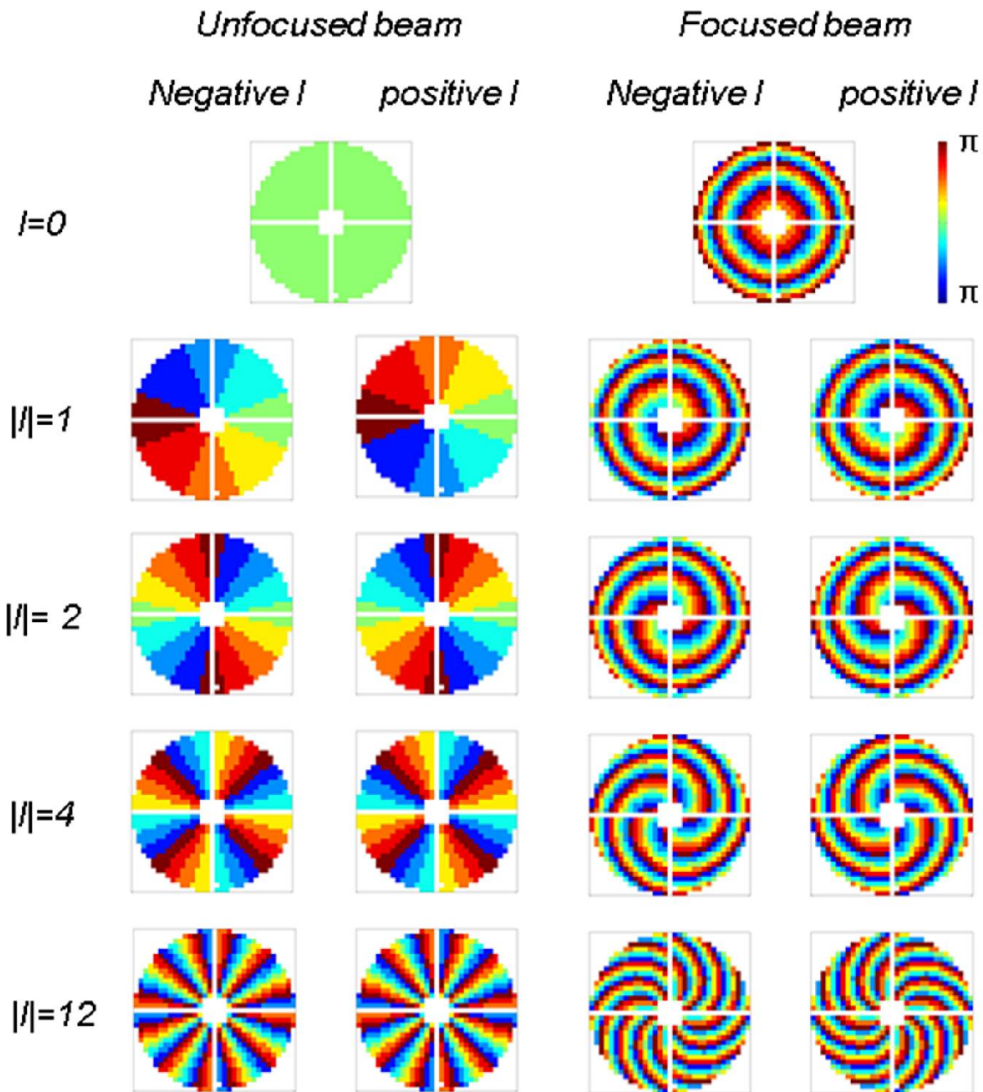 Unfocused beam Focused beam
Negative l positive l Negative l positive l
π
l=0
π
|l|=1
|l|= 2
|l|=4
|l|=12